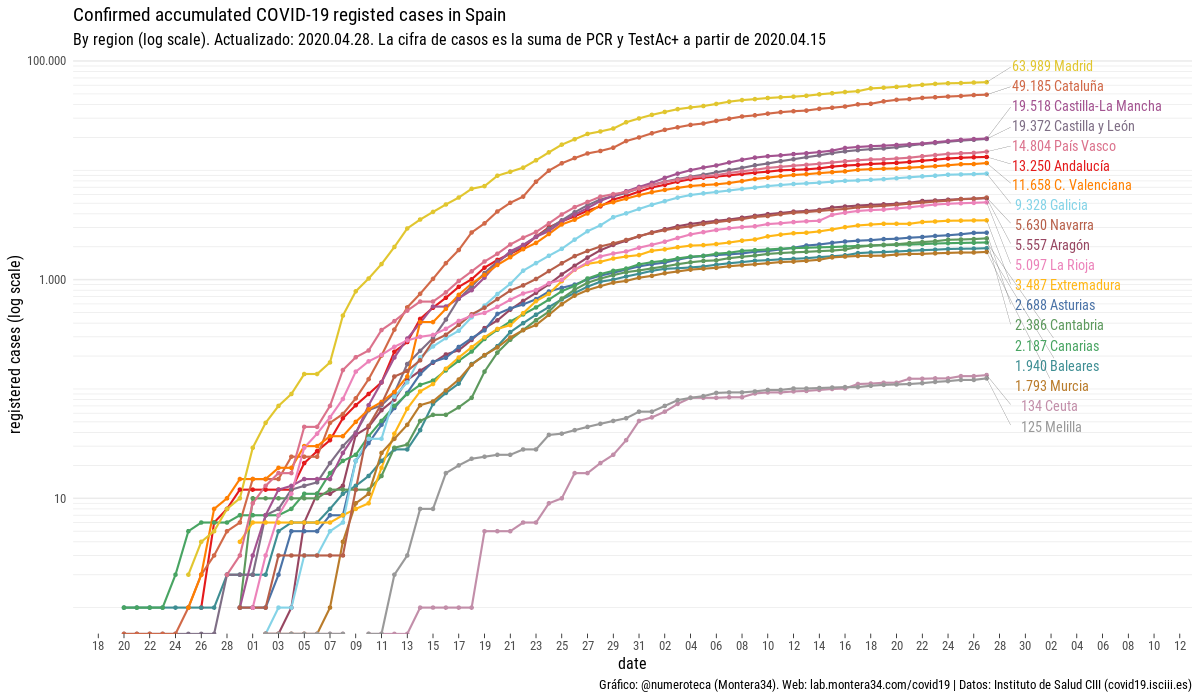 Confirmed accumulated COVID-19 registed cases in Spain
By region (log scale). Actualizado: 2020.04.28. La cifra de casos es la suma de PCR y TestAc+ a partir de 2020.04.15
100.000
1.000
10
registered cases (log scale)
63.989 Madrid
49.185 Cataluña
19.518 Castilla-La Mancha
19.372 Castilla y León
14.804 País Vasco
13.250 Andalucía
11.658 C. Valenciana
9.328 Galicia
5.630 Navarra
5.557 Aragón
5.097 La Rioja
3.487 Extremadura
2.688 Asturias
2.386 Cantabria
2.187 Canarias
1.940 Baleares
1.793 Murcia
134 Ceuta
125 Melilla
18 20 22 24 26 28 01 03 05 07 09 11 13 15 17 19 21 23 25 27 29 31 02 04 06 08 10 12 14 16 18 20 22 24 26 28 30 02 04 06 08 10 12
date
Gráfico: @numeroteca (Montera34). Web: lab.montera34.com/covid19 | Datos: Instituto de Salud CIII (covid19.isciii.es)